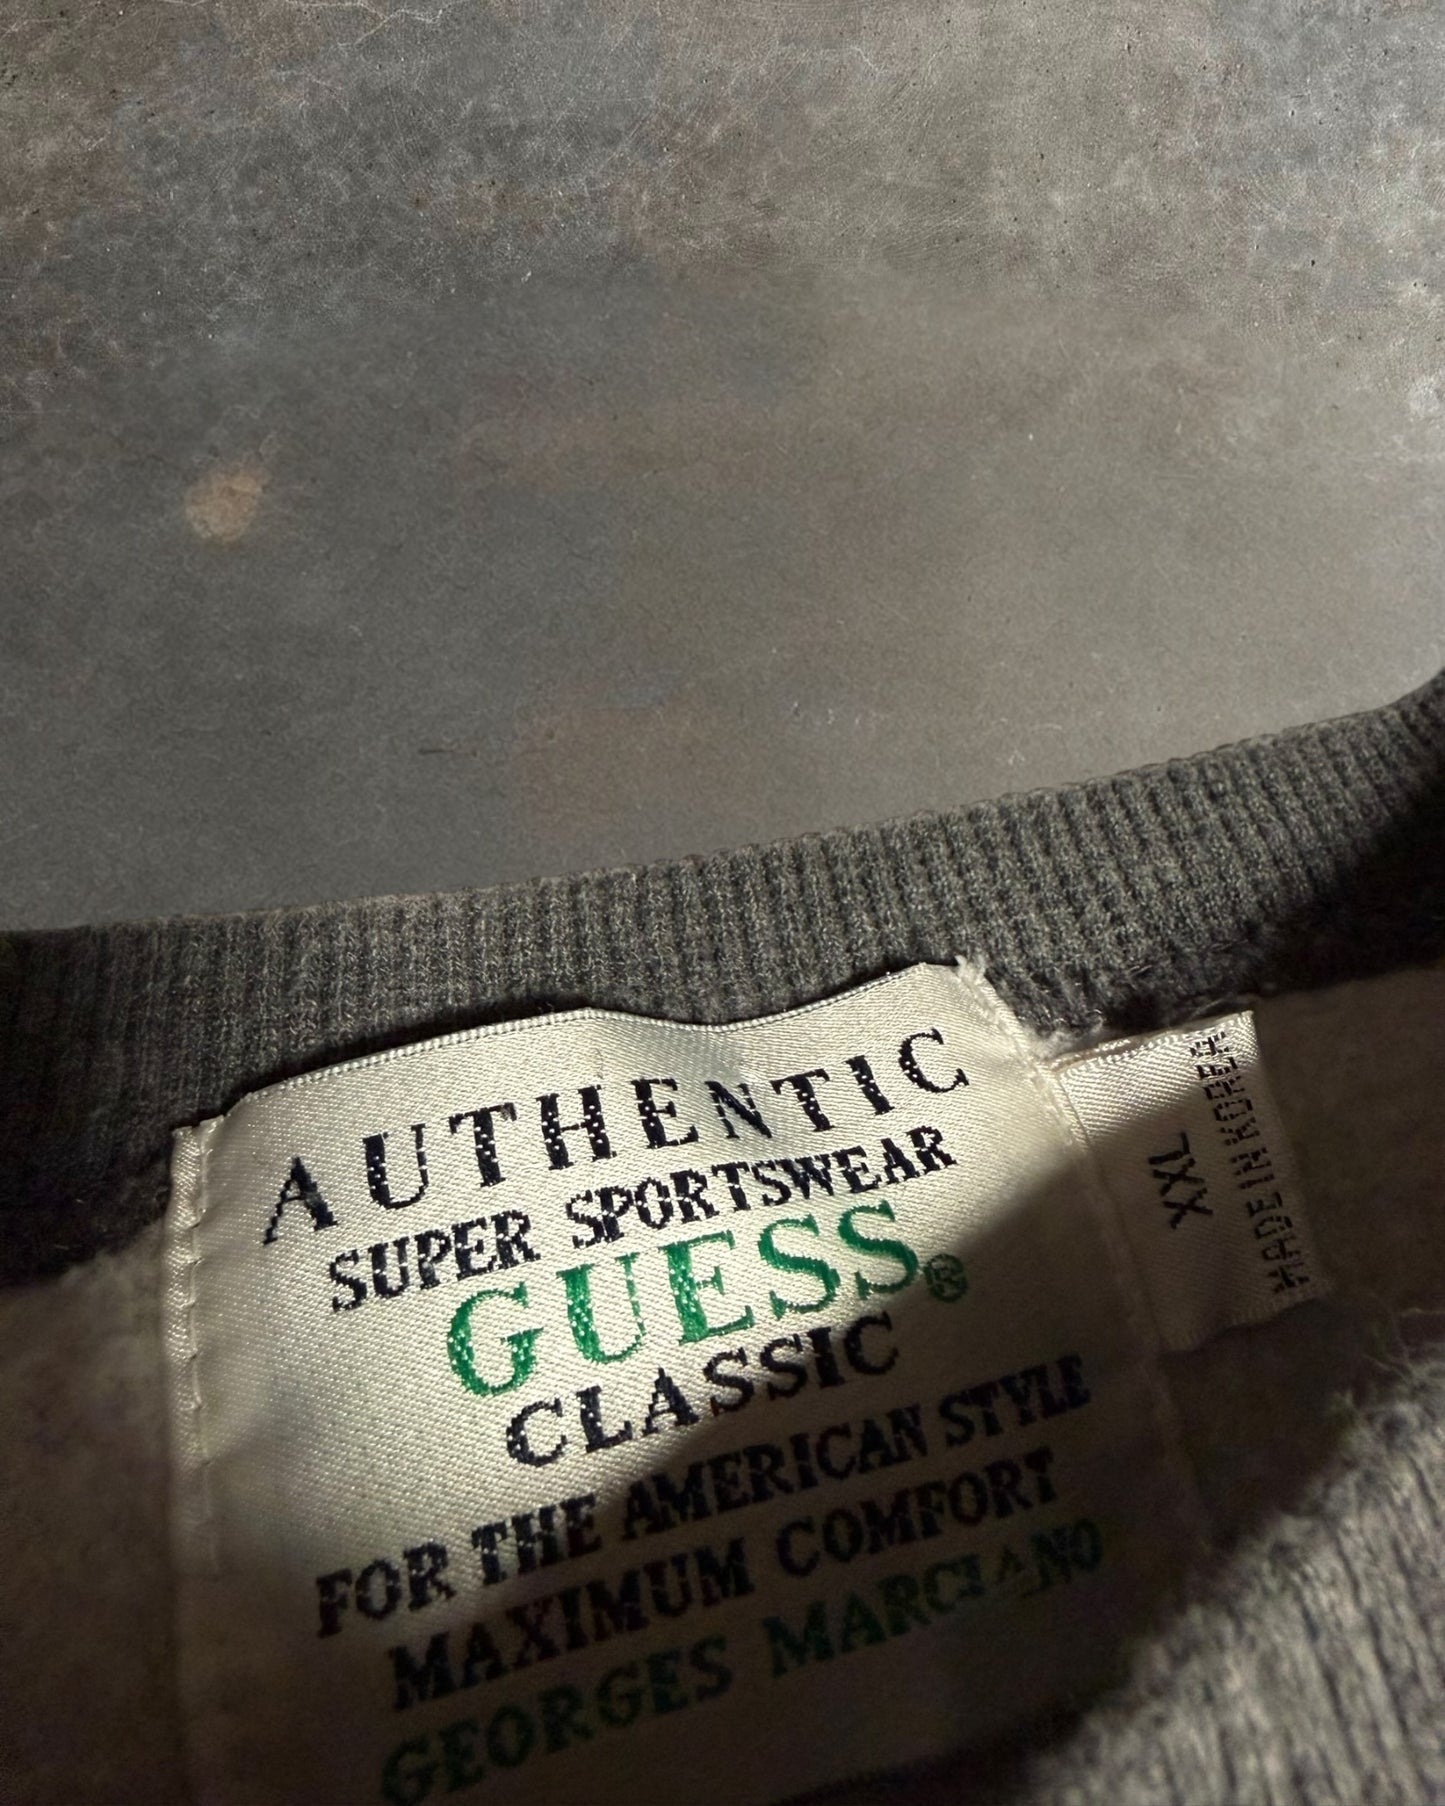 AUTHENTIC
SUPER SPORTSWEAR
GUESS®
CLASSIC
FOR THE AMERICAN STYLE
MAXIMUM COMFORT
GEORGES MARCIANO
XXL
MADE IN KOREA